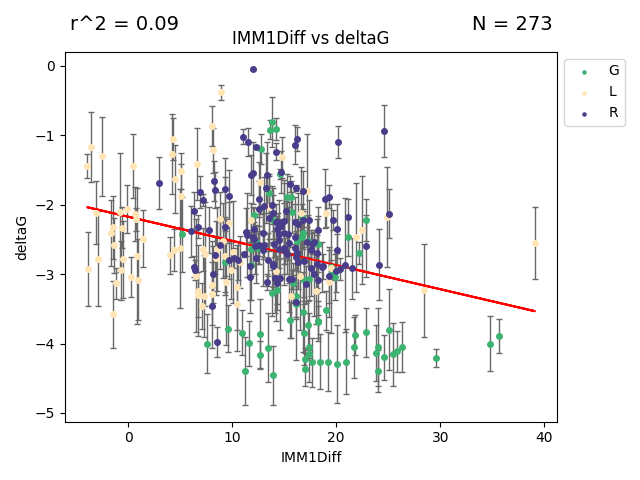 r^2 = 0.09
N = 273
IMM1Diff vs deltaG
0
−1
−2
−3
−4
−5
deltaG
0
10
20
30
40
IMM1Diff
G
L
R